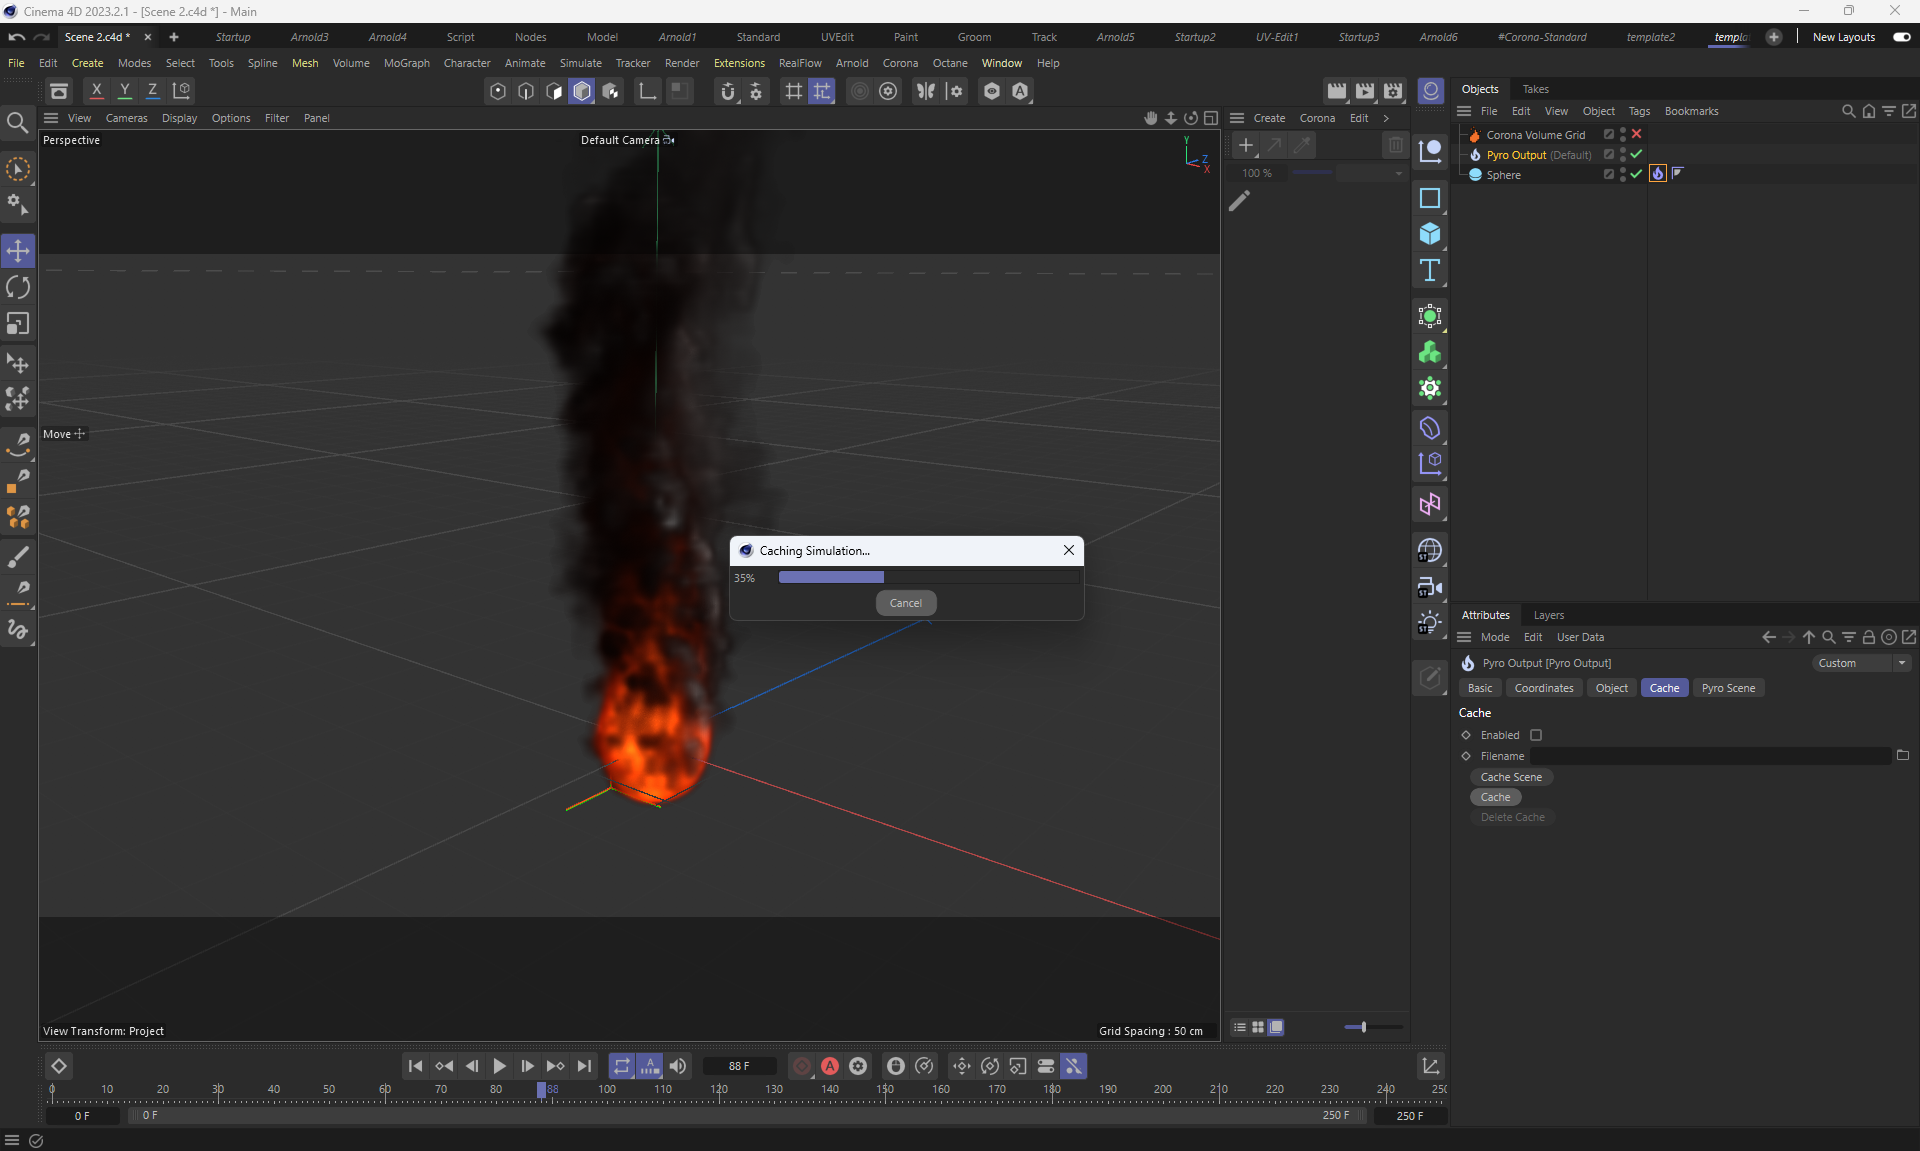 Cinema 4D 2023.2.1 - [Scene 2.c4d *] - Main
Scene 2.c4d * Startup Arnold3 Arnold4 Script Nodes Model Arnold1 Standard UVEdit Paint Groom Track Arnold5 Startup2 UV-Edit1 Startup3 Arnold6 #Corona-Standard template2 templa New Layouts
File Edit Create Modes Select Tools Spline Mesh Volume MoGraph Character Animate Simulate Tracker Render Extensions RealFlow Arnold Corona Octane Window Help
X Y Z
Objects Takes
File Edit View Object Tags Bookmarks
View Cameras Display Options Filter Panel
Create Corona Edit
Perspective
Default Camera
Y
Z
X
100 %
Corona Volume Grid
Pyro Output (Default)
Sphere
Move
Caching Simulation...
35%
Cancel
ST
ST
ST
Attributes Layers
Mode Edit User Data
Pyro Output [Pyro Output]
Custom
Basic Coordinates Object Cache Pyro Scene
Cache
Enabled
Filename
Cache Scene
Cache
Delete Cache
View Transform: Project
Grid Spacing : 50 cm
88 F
0 10 20 30 40 50 60 70 80 88 100 110 120 130 140 150 160 170 180 190 200 210 220 230 240 250
0 F
0 F
250 F
250 F